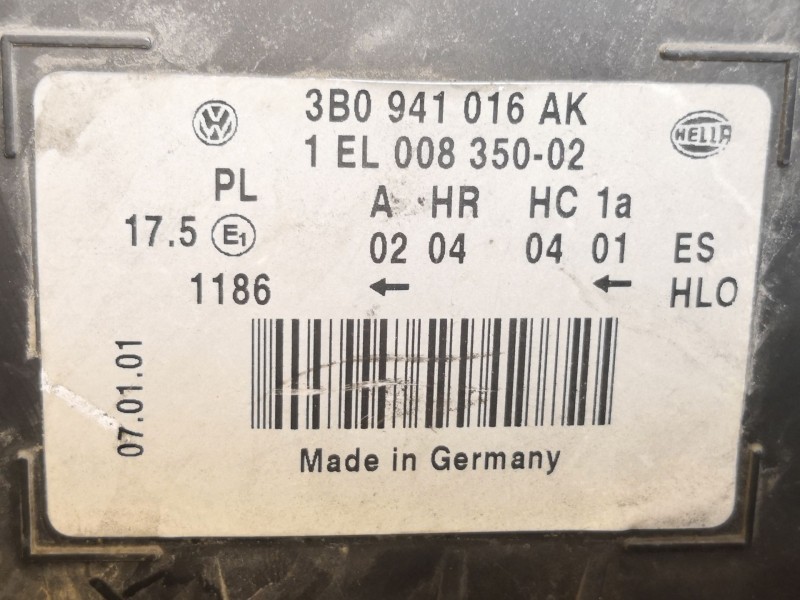 3B0 941 016 AK
1 EL 008 350-02
HELLA
PL
A HR HC 1a
17.5 E1 02 04 04 01 ES
1186 ← ← HLO
07.01.01
Made in Germany